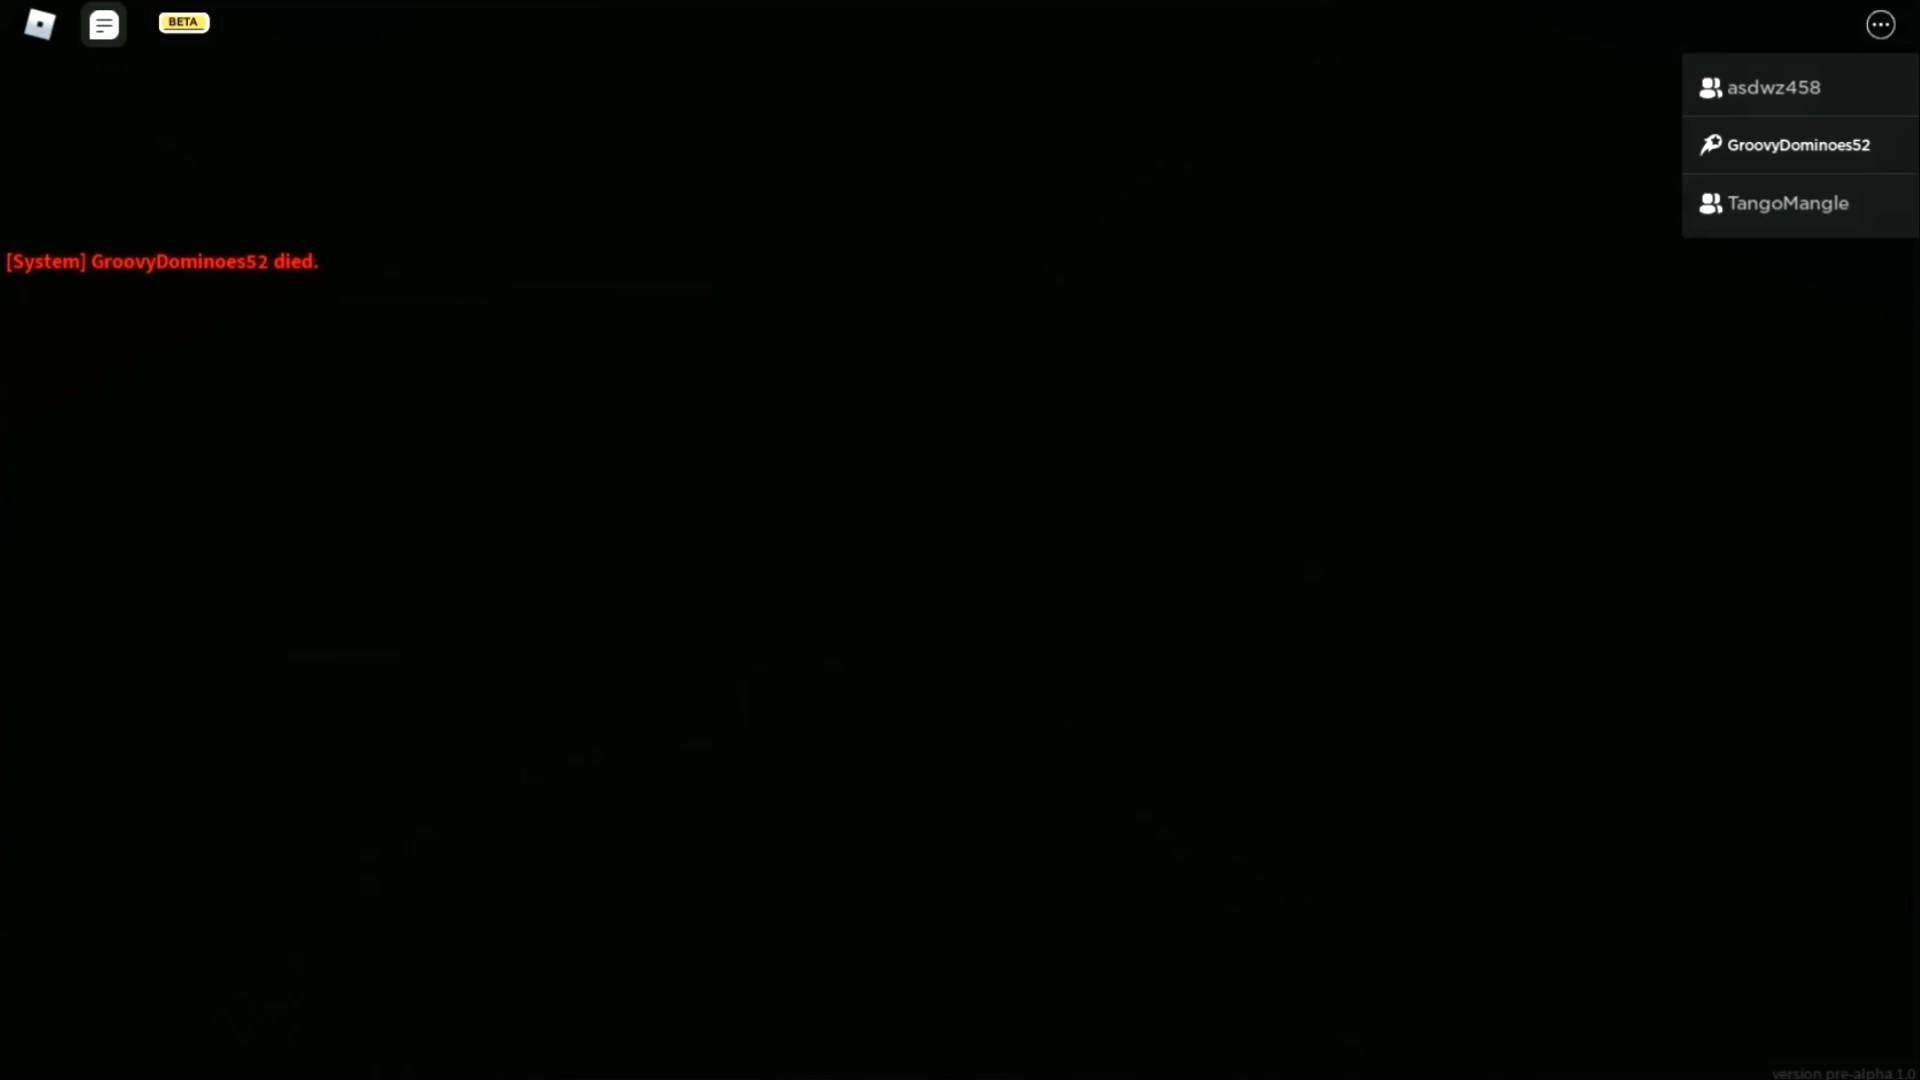 BETA
asdwz458
GroovyDominoes52
TangoMangle
[System] GroovyDominoes52 died.
version pre-alpha 1.0